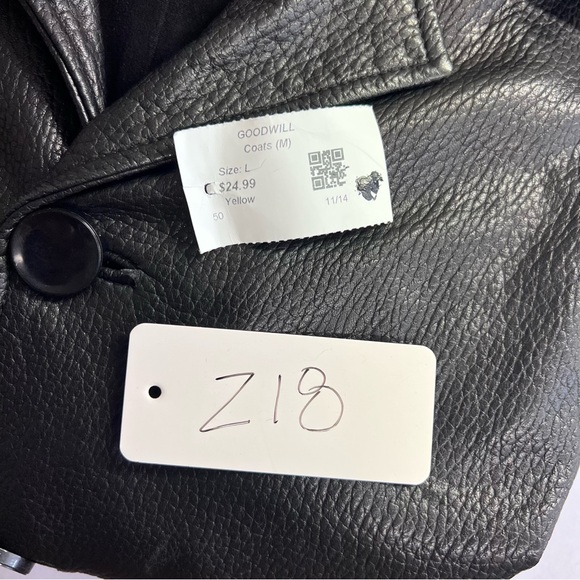 GOODWILL
Coats (M)
Size: L
$24.99
Yellow
50
11/14
Z18